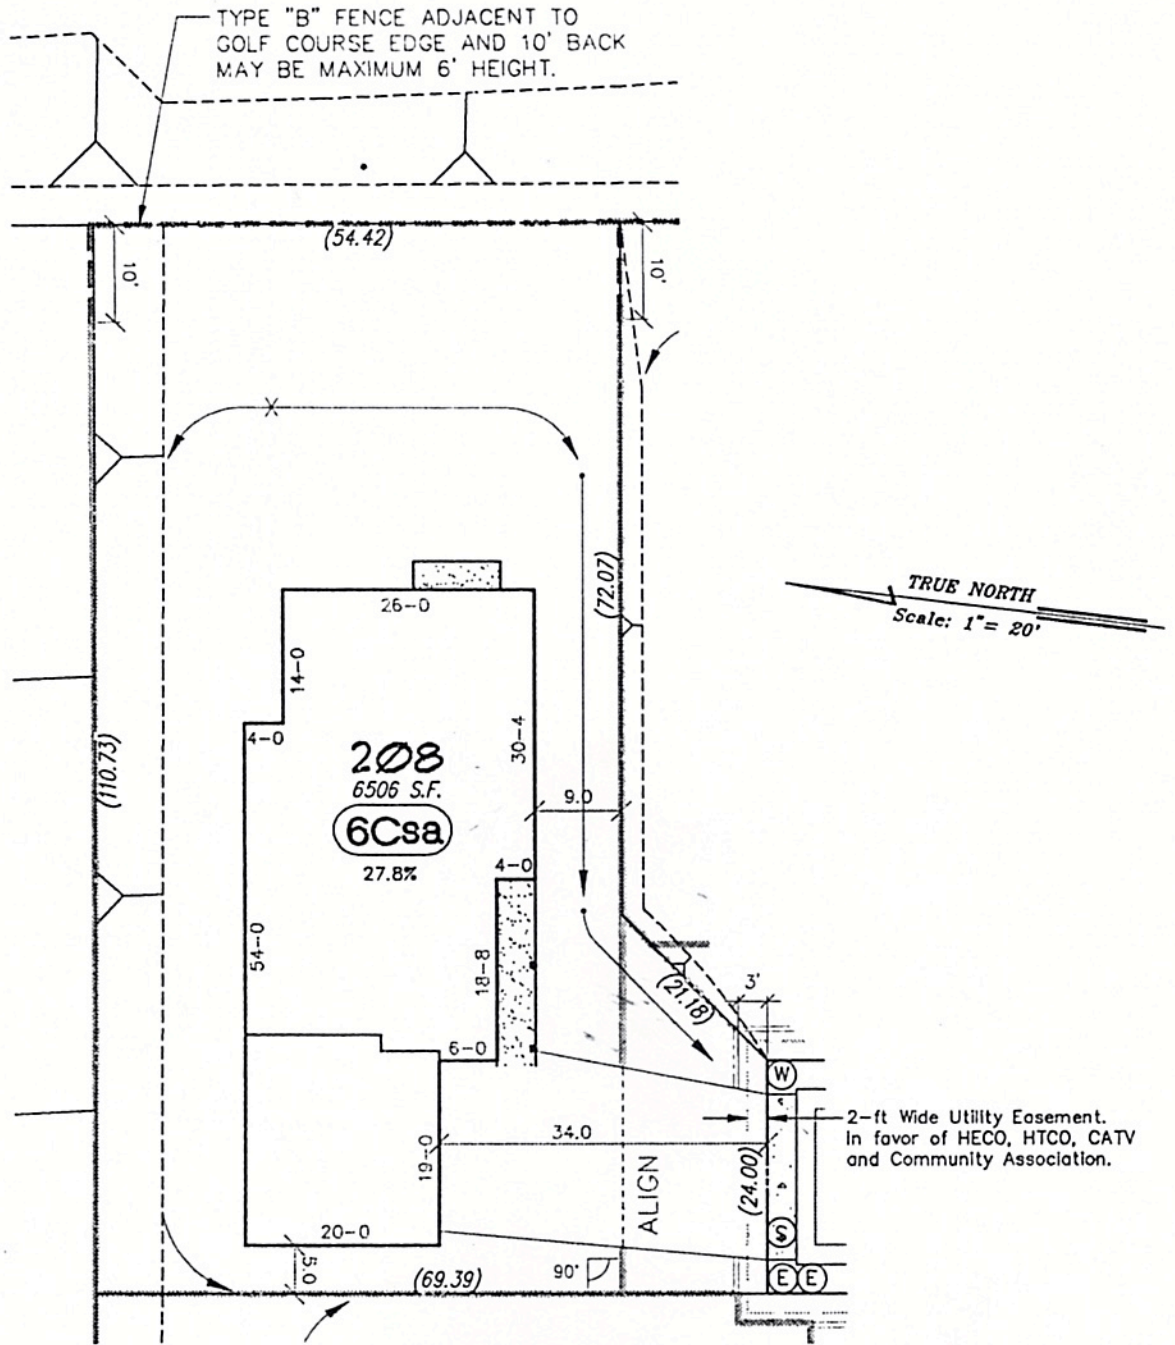 TYPE "B" FENCE ADJACENT TO
GOLF COURSE EDGE AND 10' BACK
MAY BE MAXIMUM 6' HEIGHT.
(54.42)
10'
10'
(72.07)
TRUE NORTH
Scale: 1"= 20'
26-0
14-0
4-0
30-4
(110.73)
2Ø8
6506 S.F.
6Csa
27.8%
9.0
4-0
54-0
18-8
(21.18)
3'
6-0
W
2-ft Wide Utility Easement.
In favor of HECO, HTCO, CATV
and Community Association.
34.0
19-0
(24.00)
ALIGN
S
20-0
5.0
(69.39)
90°
E E